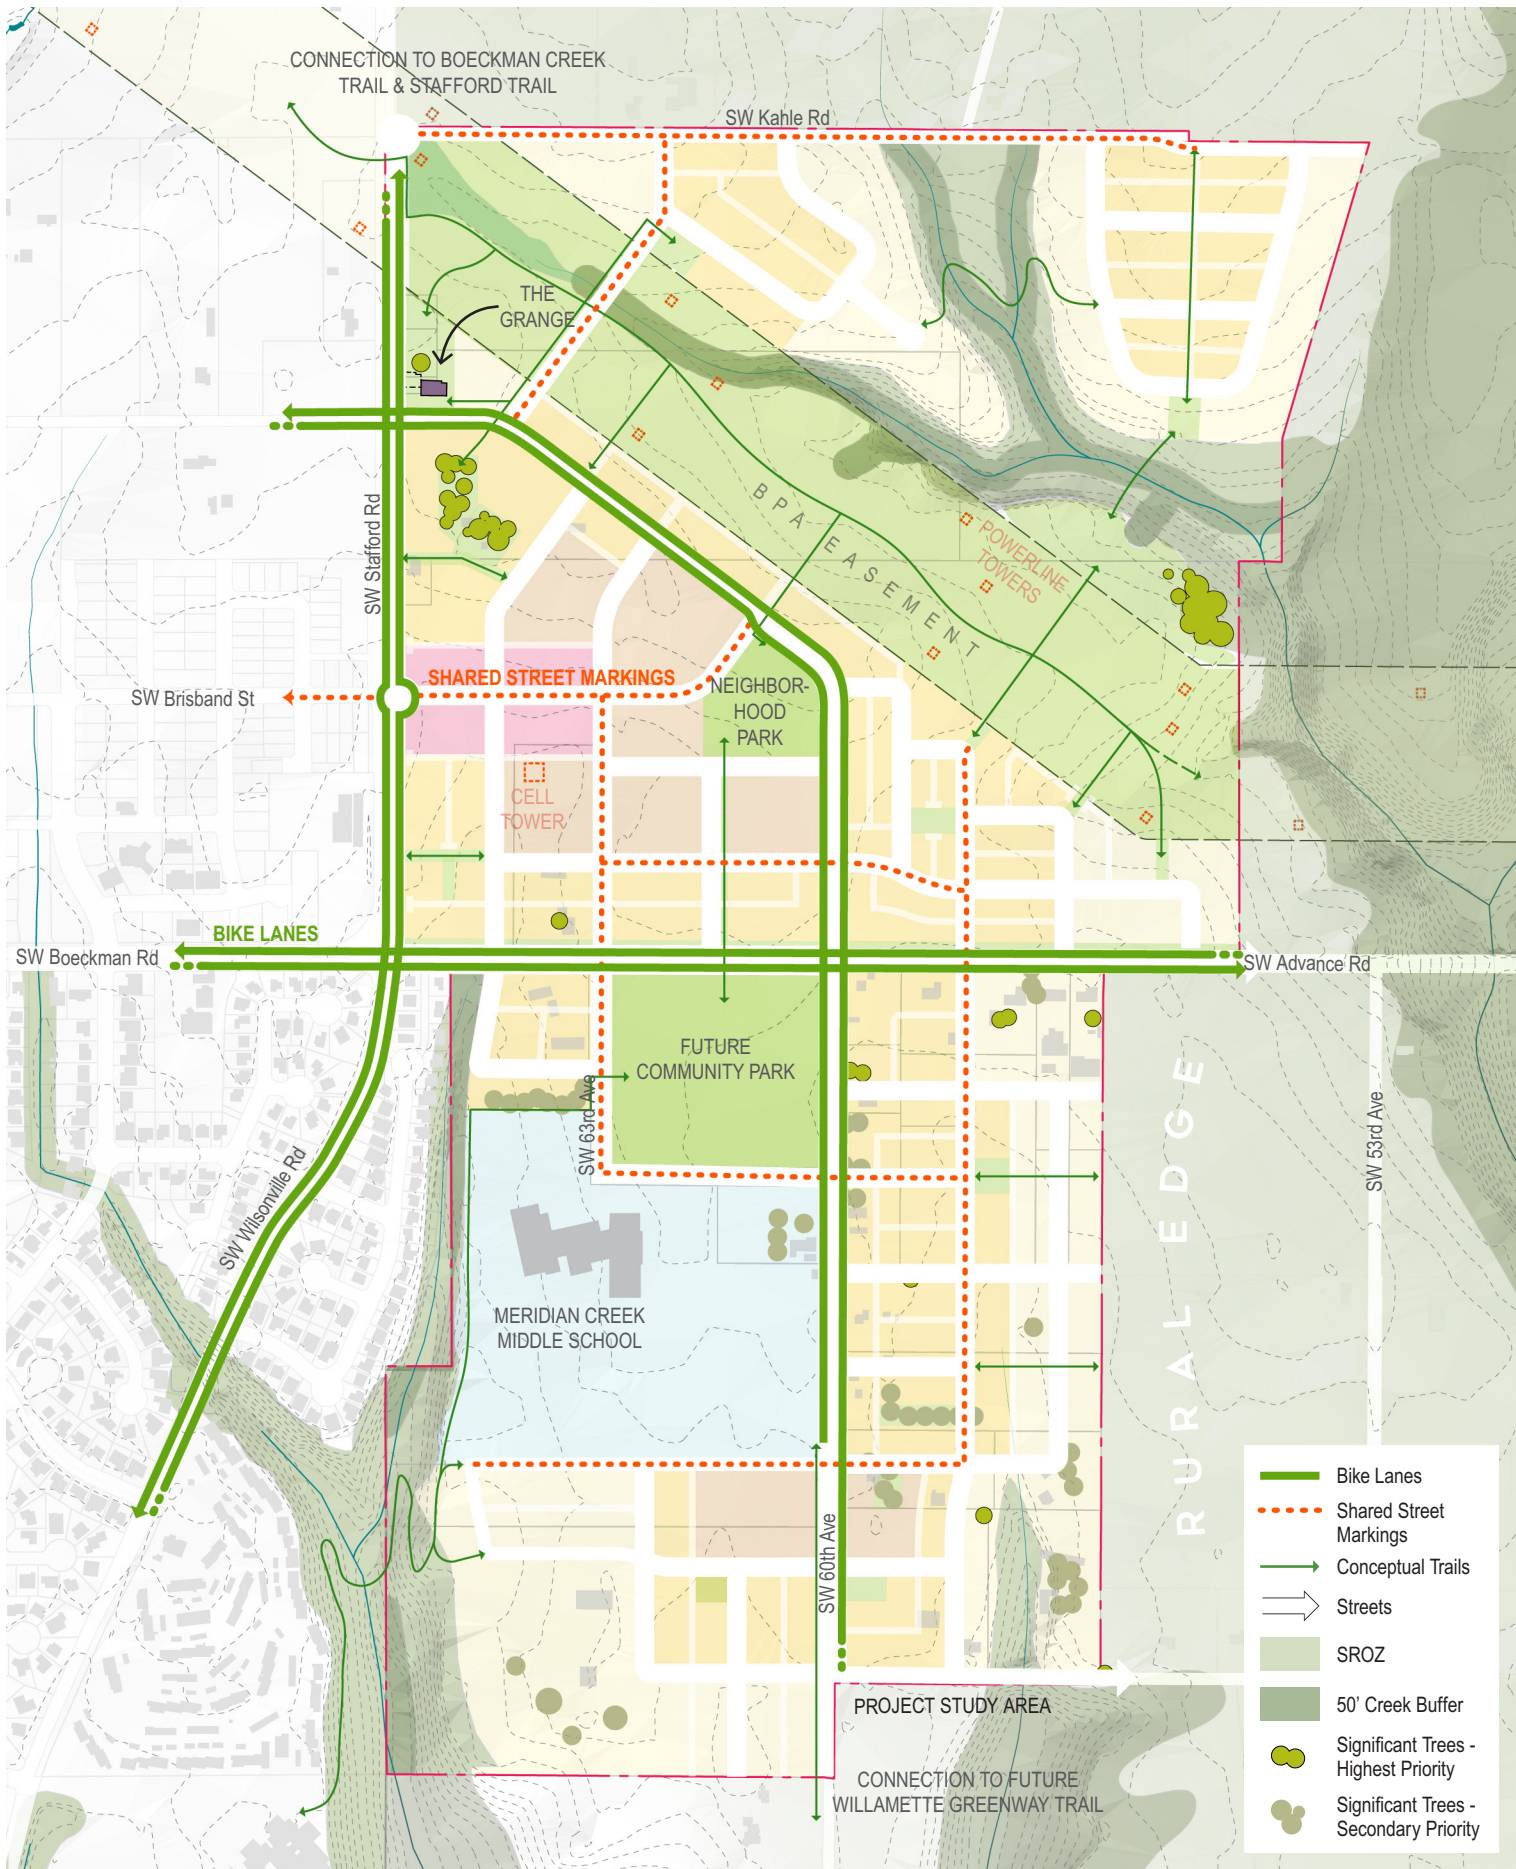 CONNECTION TO BOECKMAN CREEK
TRAIL & STAFFORD TRAIL
SW Kahle Rd
THE
GRANGE
BPA EASEMENT
POWERLINE
TOWERS
SW Stafford Rd
SHARED STREET MARKINGS
SW Brisband St
NEIGHBOR-
HOOD
PARK
CELL
TOWER
BIKE LANES
SW Boeckman Rd
SW Advance Rd
FUTURE
COMMUNITY PARK
SW 63rd Ave
SW Wilsonville Rd
SW 53rd Ave
RURAL EDGE
MERIDIAN CREEK
MIDDLE SCHOOL
SW 60th Ave
PROJECT STUDY AREA
CONNECTION TO FUTURE
WILLAMETTE GREENWAY TRAIL
Bike Lanes
Shared Street
Markings
Conceptual Trails
Streets
SROZ
50' Creek Buffer
Significant Trees -
Highest Priority
Significant Trees -
Secondary Priority